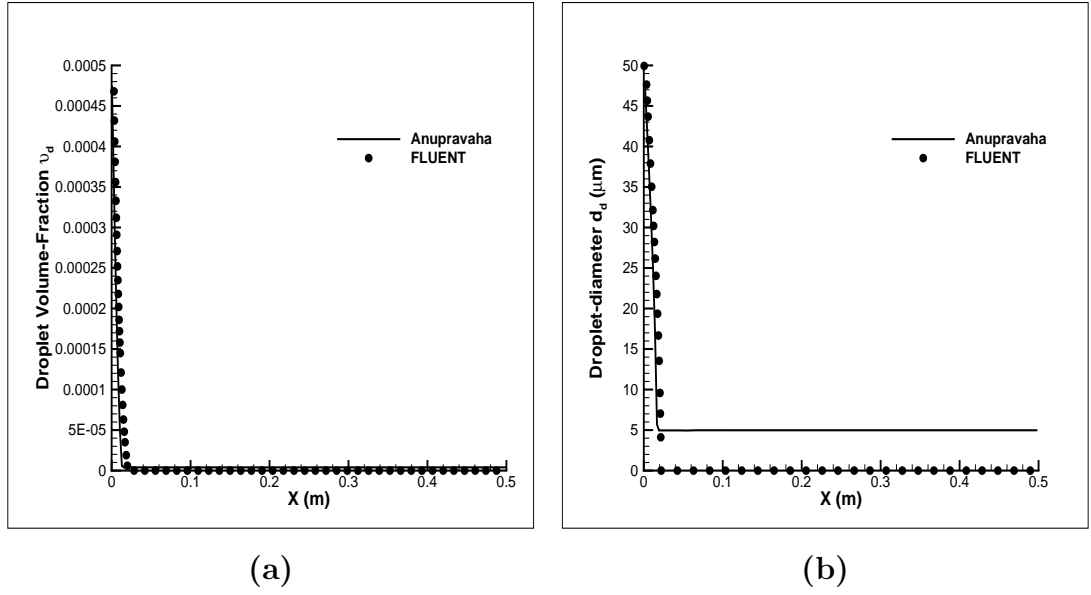 0.0005
0.00045
0.0004
0.00035
0.0003
0.00025
0.0002
0.00015
0.0001
5E-05
0
Droplet Volume-Fraction υd
Anupravaha
FLUENT
0 0.1 0.2 0.3 0.4 0.5
X (m)
(a)
50
45
40
35
30
25
20
15
10
5
0
Droplet-diameter dd (μm)
Anupravaha
FLUENT
0 0.1 0.2 0.3 0.4 0.5
X (m)
(b)